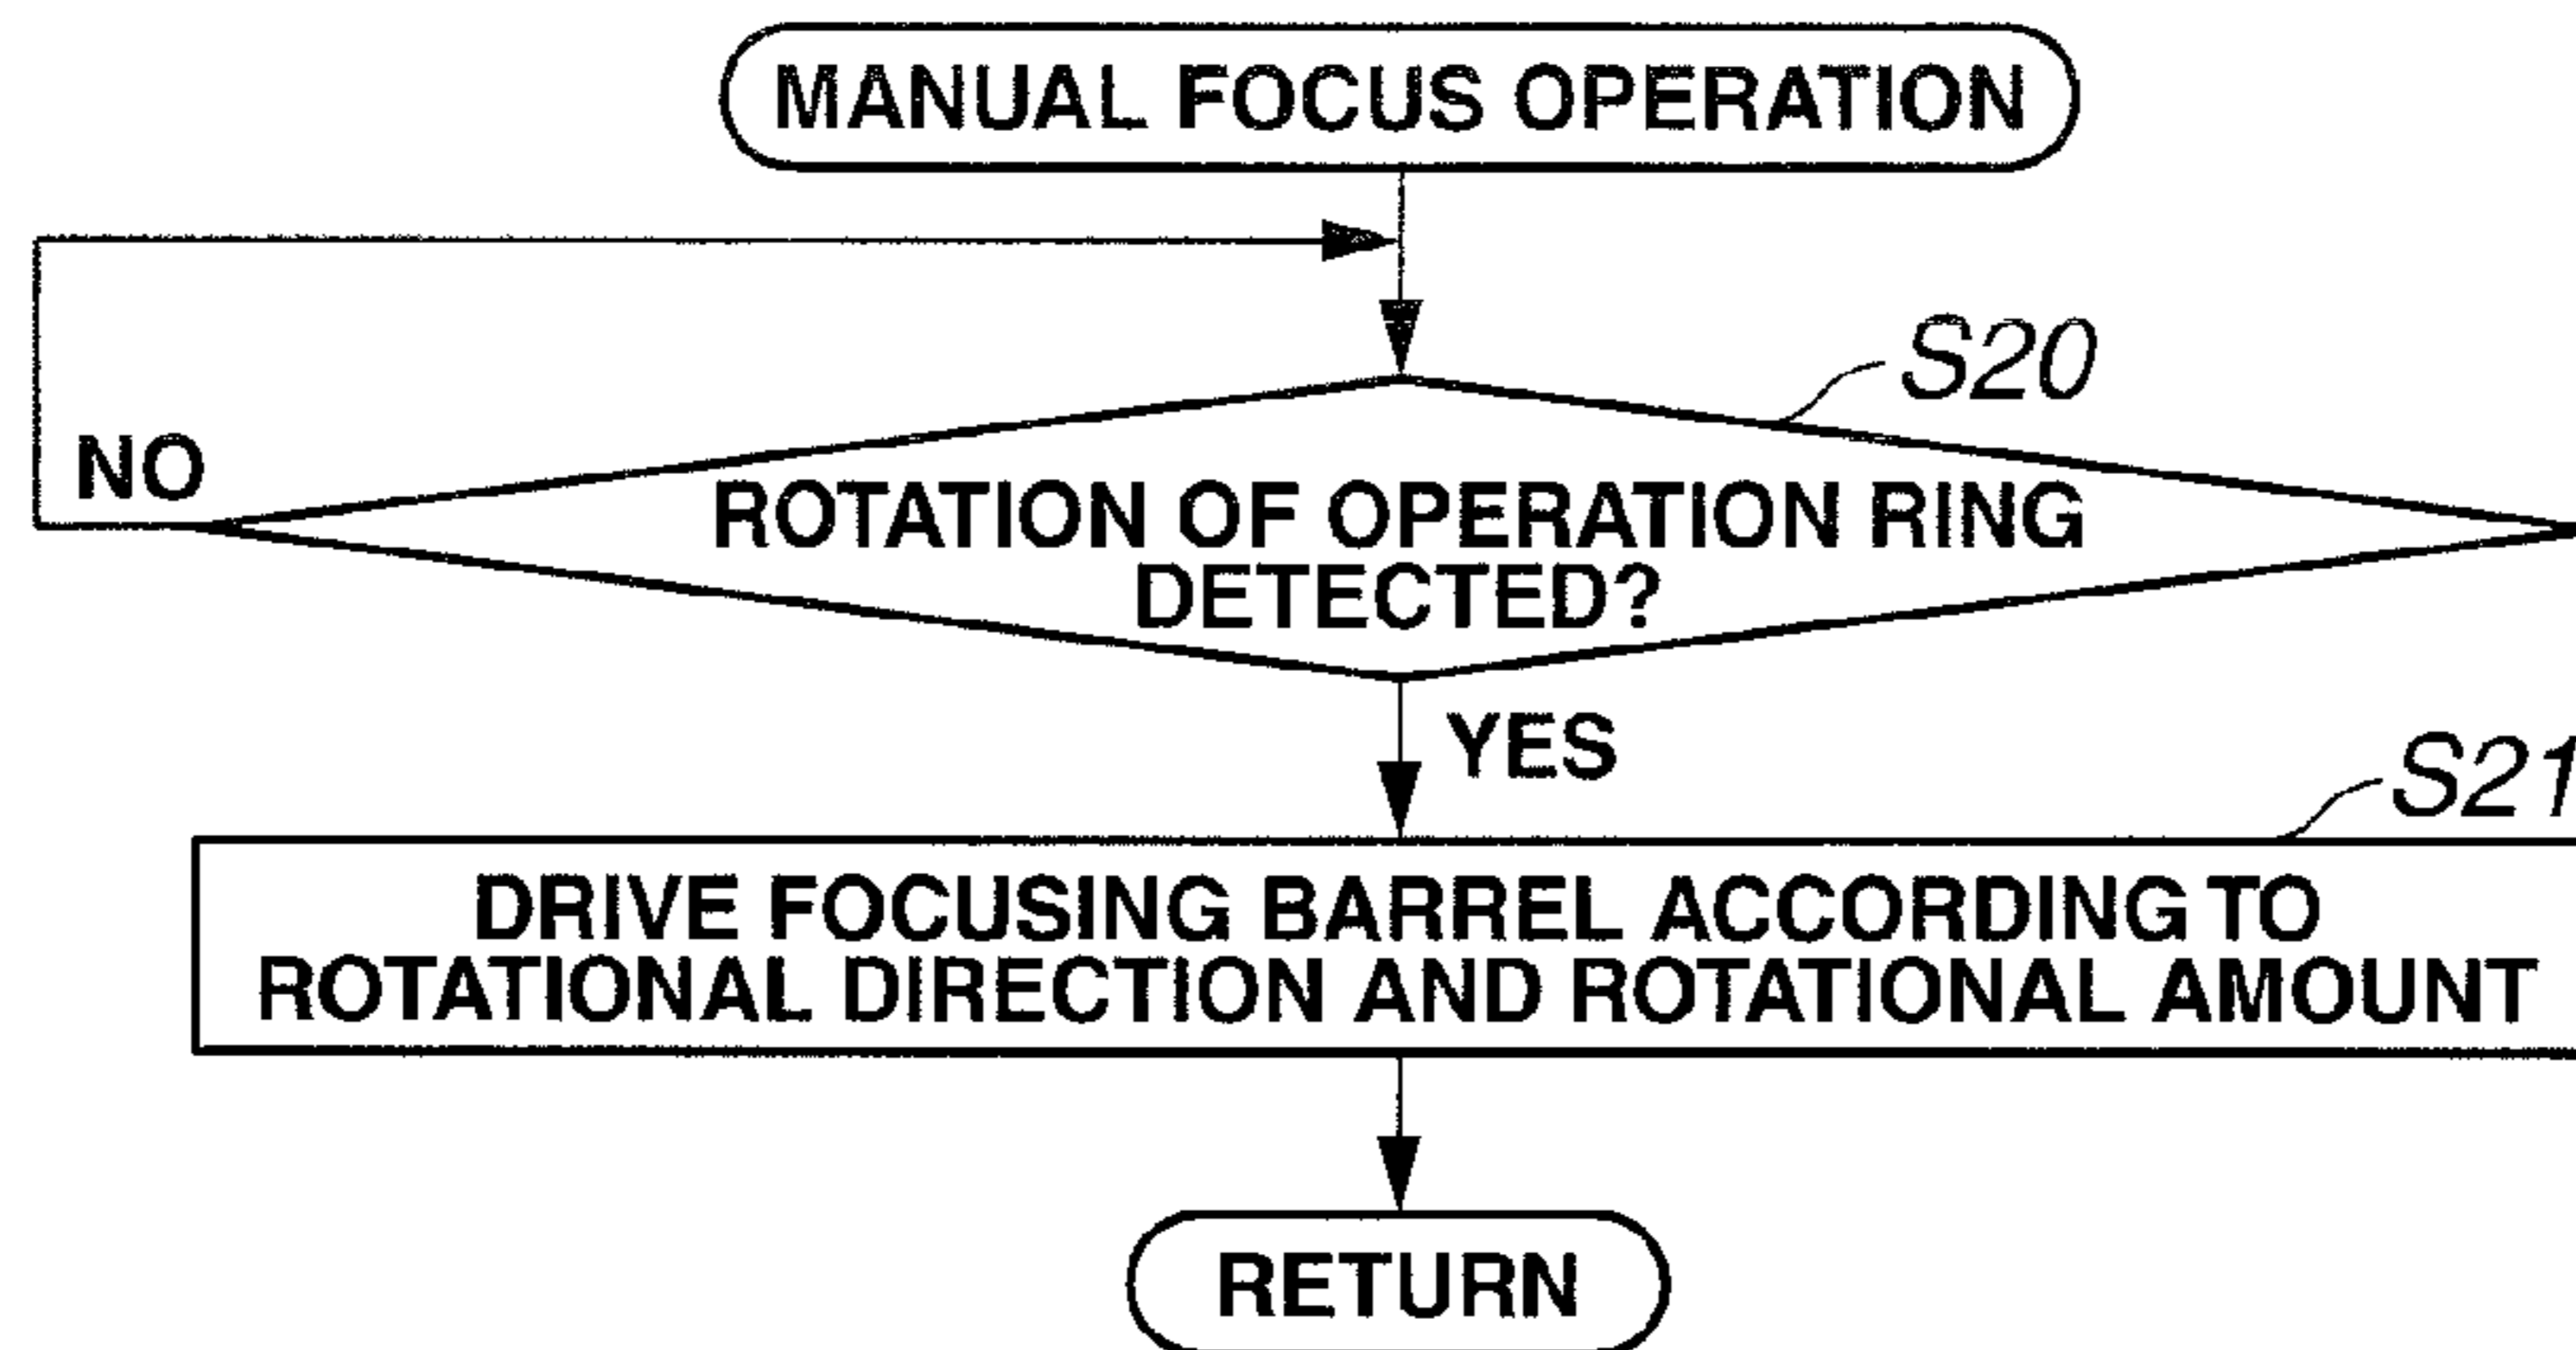 MANUAL FOCUS OPERATION
S20
NO
ROTATION OF OPERATION RING
DETECTED?
YES
S21
DRIVE FOCUSING BARREL ACCORDING TO
ROTATIONAL DIRECTION AND ROTATIONAL AMOUNT
RETURN